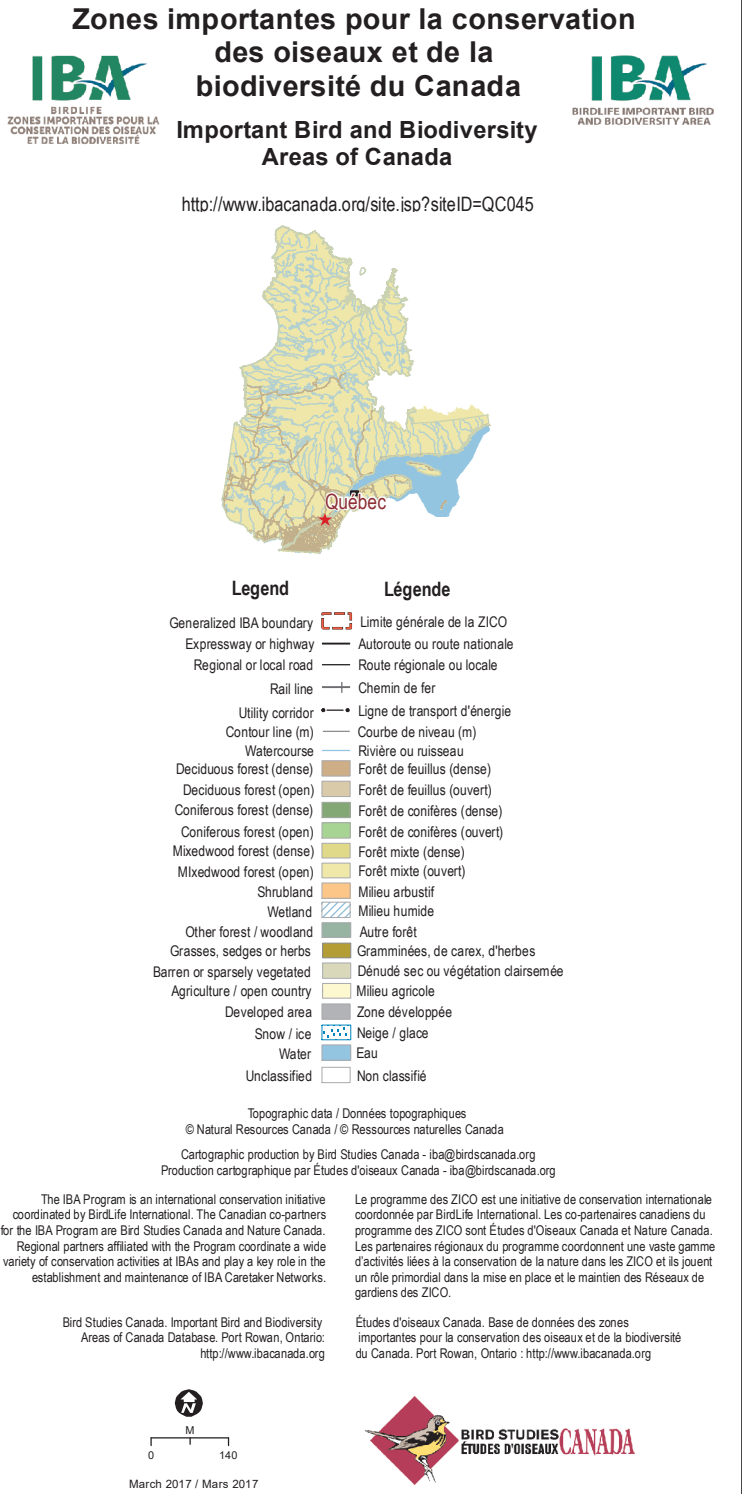 Zones importantes pour la conservation
des oiseaux et de la
biodiversité du Canada
IBA
BIRDLIFE
ZONES IMPORTANTES POUR LA
CONSERVATION DES OISEAUX
ET DE LA BIODIVERSITÉ
IBA
BIRDLIFE IMPORTANT BIRD
AND BIODIVERSITY AREA
Important Bird and Biodiversity
Areas of Canada
http://www.ibacanada.org/site.jsp?siteID=QC045
Québec
Legend Légende
Generalized IBA boundary Limite générale de la ZICO
Expressway or highway Autoroute ou route nationale
Regional or local road Route régionale ou locale
Rail line Chemin de fer
Utility corridor Ligne de transport d'énergie
Contour line (m) Courbe de niveau (m)
Watercourse Rivière ou ruisseau
Deciduous forest (dense) Forêt de feuillus (dense)
Deciduous forest (open) Forêt de feuillus (ouvert)
Coniferous forest (dense) Forêt de conifères (dense)
Coniferous forest (open) Forêt de conifères (ouvert)
Mixedwood forest (dense) Forêt mixte (dense)
MIxedwood forest (open) Forêt mixte (ouvert)
Shrubland Milieu arbustif
Wetland Milieu humide
Other forest / woodland Autre forêt
Grasses, sedges or herbs Gramminées, de carex, d'herbes
Barren or sparsely vegetated Dénudé sec ou végétation clairsemée
Agriculture / open country Milieu agricole
Developed area Zone développée
Snow / ice Neige / glace
Water Eau
Unclassified Non classifié
Topographic data / Données topographiques
© Natural Resources Canada / © Ressources naturelles Canada
Cartographic production by Bird Studies Canada - iba@birdscanada.org
Production cartographique par Études d'oiseaux Canada - iba@birdscanada.org
The IBA Program is an international conservation initiative
coordinated by BirdLife International. The Canadian co-partners
for the IBA Program are Bird Studies Canada and Nature Canada.
Regional partners affiliated with the Program coordinate a wide
variety of conservation activities at IBAs and play a key role in the
establishment and maintenance of IBA Caretaker Networks.
Le programme des ZICO est une initiative de conservation internationale
coordonnée par BirdLife International. Les co-partenaires canadiens du
programme des ZICO sont Études d'Oiseaux Canada et Nature Canada.
Les partenaires régionaux du programme coordonnent une vaste gamme
d'activités liées à la conservation de la nature dans les ZICO et ils jouent
un rôle primordial dans la mise en place et le maintien des Réseaux de
gardiens des ZICO.
Bird Studies Canada. Important Bird and Biodiversity
Areas of Canada Database. Port Rowan, Ontario:
http://www.ibacanada.org
Études d'oiseaux Canada. Base de données des zones
importantes pour la conservation des oiseaux et de la biodiversité
du Canada. Port Rowan, Ontario : http://www.ibacanada.org
N
M
0 140
March 2017 / Mars 2017
BIRD STUDIES
ÉTUDES D'OISEAUX CANADA